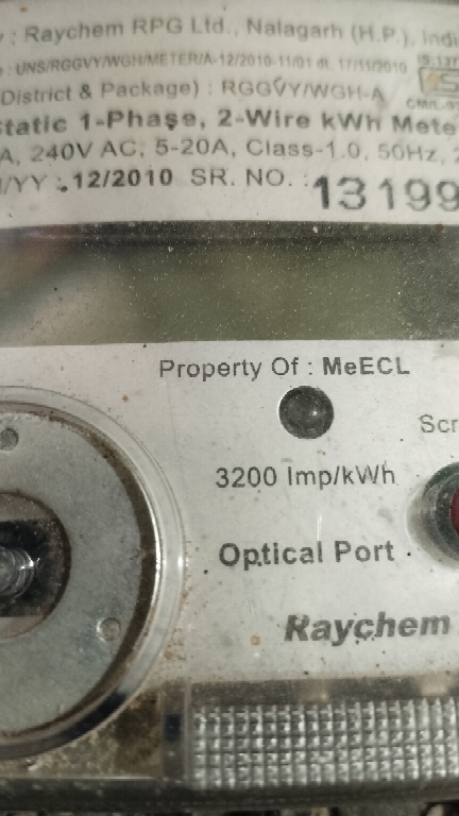 : Raychem RPG Ltd., Nalagarh (H.P.), Indi
: UNS/RGGVY/WGH/METER/A-12/2010-11/01 dt. 17/11/2010
District & Package) : RGGVY/WGH-A
Static 1-Phase, 2-Wire kWh Mete
A, 240V AC, 5-20A, Class-1.0, 50Hz,
/YY : 12/2010 SR. NO. : 13199
Property Of : MeECL
Scr
3200 Imp/kWh
Optical Port
Raychem